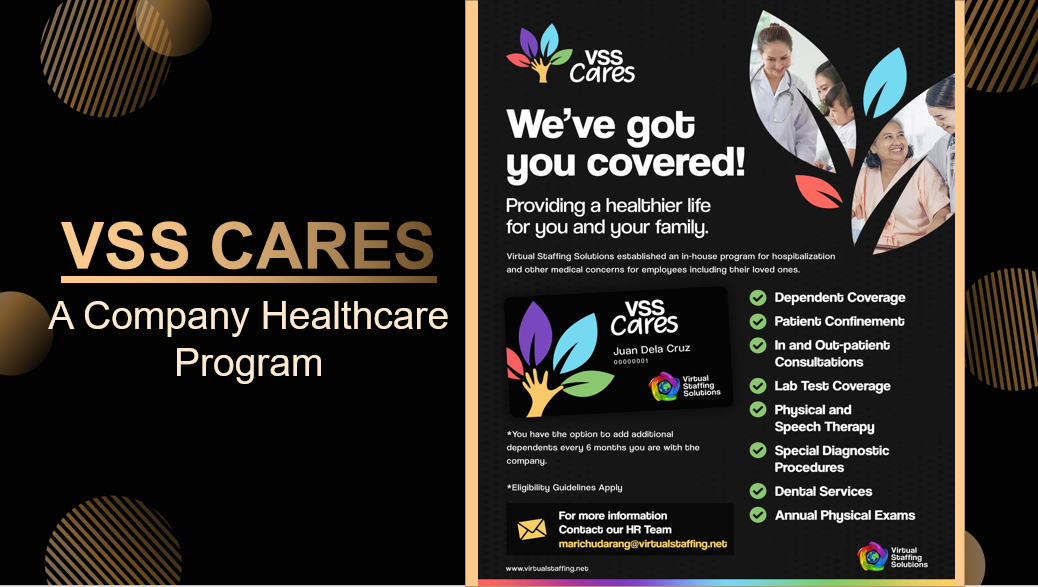 VSS CARES
A Company Healthcare
Program
VSS
Cares
We've got
you covered!
Providing a healthier life
for you and your family.
Virtual Staffing Solutions established an in-house program for hospitalization
and other medical concerns for employees including their loved ones.
VSS
Cares
Juan Dela Cruz
00000001
Virtual
Staffing
Solutions
*You have the option to add additional
dependents every 6 months you are with the
company.
*Eligibility Guidelines Apply
For more information
Contact our HR Team
marichudarang@virtualstaffing.net
www.virtualstaffing.net
Dependent Coverage
Patient Confinement
In and Out-patient
Consultations
Lab Test Coverage
Physical and
Speech Therapy
Special Diagnostic
Procedures
Dental Services
Annual Physical Exams
Virtual
Staffing
Solutions